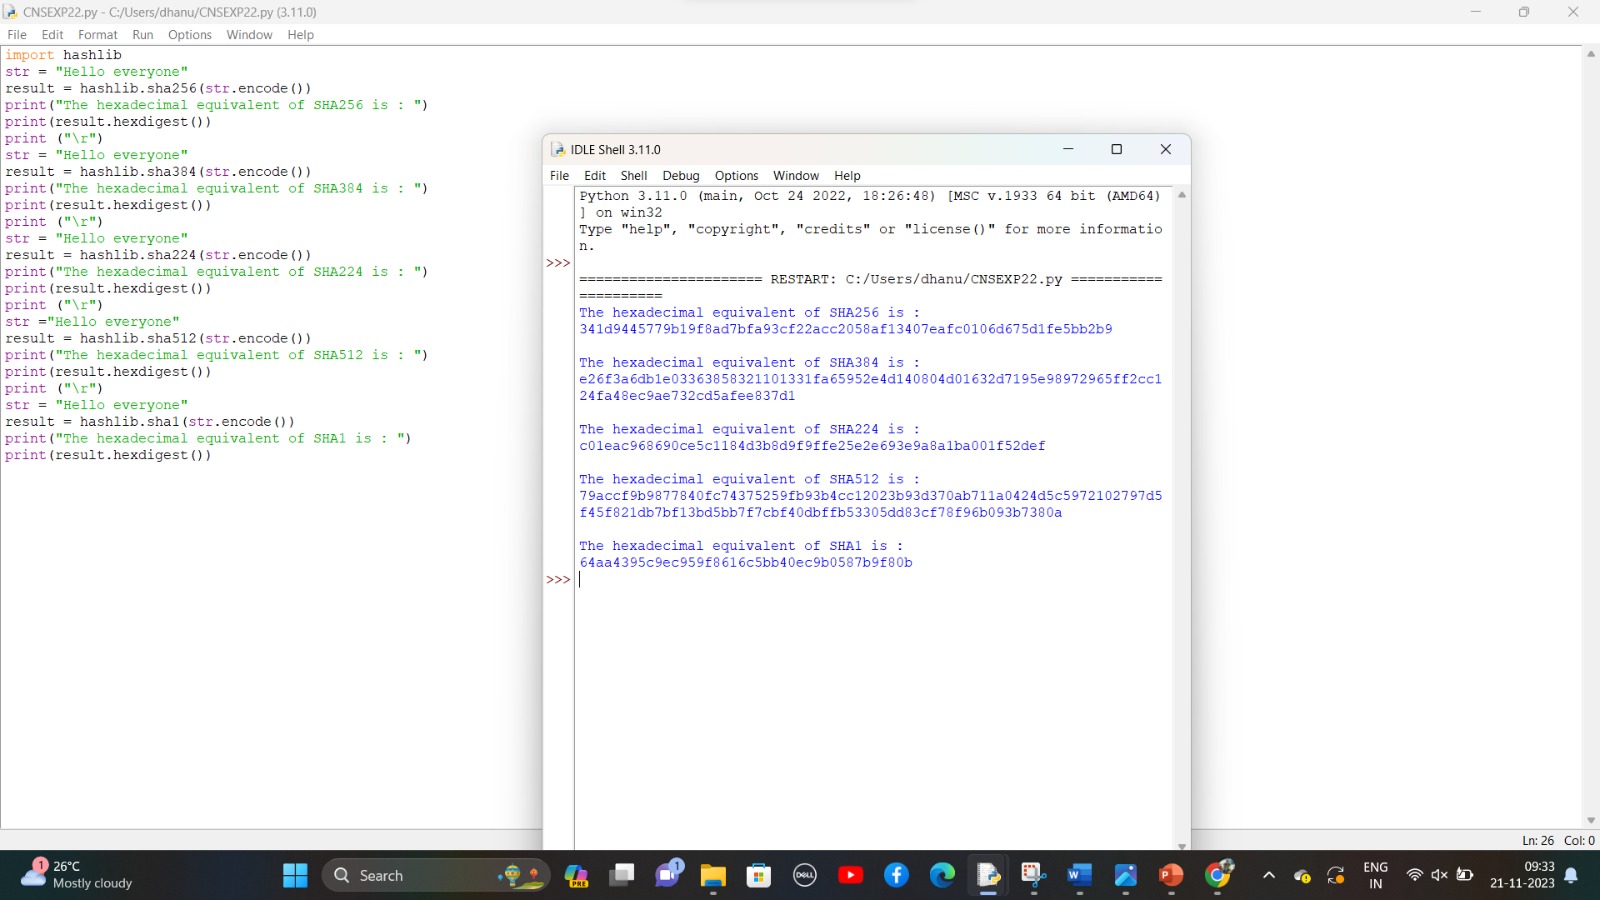 CNSEXP22.py - C:/Users/dhanu/CNSEXP22.py (3.11.0)
File Edit Format Run Options Window Help
import hashlib
str = "Hello everyone"
result = hashlib.sha256(str.encode())
print("The hexadecimal equivalent of SHA256 is : ")
print(result.hexdigest())
print ("\r")
str = "Hello everyone"
result = hashlib.sha384(str.encode())
print("The hexadecimal equivalent of SHA384 is : ")
print(result.hexdigest())
print ("\r")
str = "Hello everyone"
result = hashlib.sha224(str.encode())
print("The hexadecimal equivalent of SHA224 is : ")
print(result.hexdigest())
print ("\r")
str ="Hello everyone"
result = hashlib.sha512(str.encode())
print("The hexadecimal equivalent of SHA512 is : ")
print(result.hexdigest())
print ("\r")
str = "Hello everyone"
result = hashlib.sha1(str.encode())
print("The hexadecimal equivalent of SHA1 is : ")
print(result.hexdigest())
IDLE Shell 3.11.0
File Edit Shell Debug Options Window Help
Python 3.11.0 (main, Oct 24 2022, 18:26:48) [MSC v.1933 64 bit (AMD64)
] on win32
Type "help", "copyright", "credits" or "license()" for more informatio
n.
>>>
====================== RESTART: C:/Users/dhanu/CNSEXP22.py ===========
==========
The hexadecimal equivalent of SHA256 is :
341d9445779b19f8ad7bfa93cf22acc2058af13407eafc0106d675d1fe5bb2b9
The hexadecimal equivalent of SHA384 is :
e26f3a6db1e03363858321101331fa65952e4d140804d01632d7195e98972965ff2cc1
24fa48ec9ae732cd5afee837d1
The hexadecimal equivalent of SHA224 is :
c01eac968690ce5c1184d3b8d9f9ffe25e2e693e9a8a1ba001f52def
The hexadecimal equivalent of SHA512 is :
79accf9b9877840fc74375259fb93b4cc12023b93d370ab711a0424d5c5972102797d5
f45f821db7bf13bd5bb7f7cbf40dbffb53305dd83cf78f96b093b7380a
The hexadecimal equivalent of SHA1 is :
64aa4395c9ec959f8616c5bb40ec9b0587b9f80b
>>>
Ln: 26 Col: 0
1
26°C
Mostly cloudy
Search
PRE
1
DELL
W
P
ENG
IN
09:33
21-11-2023